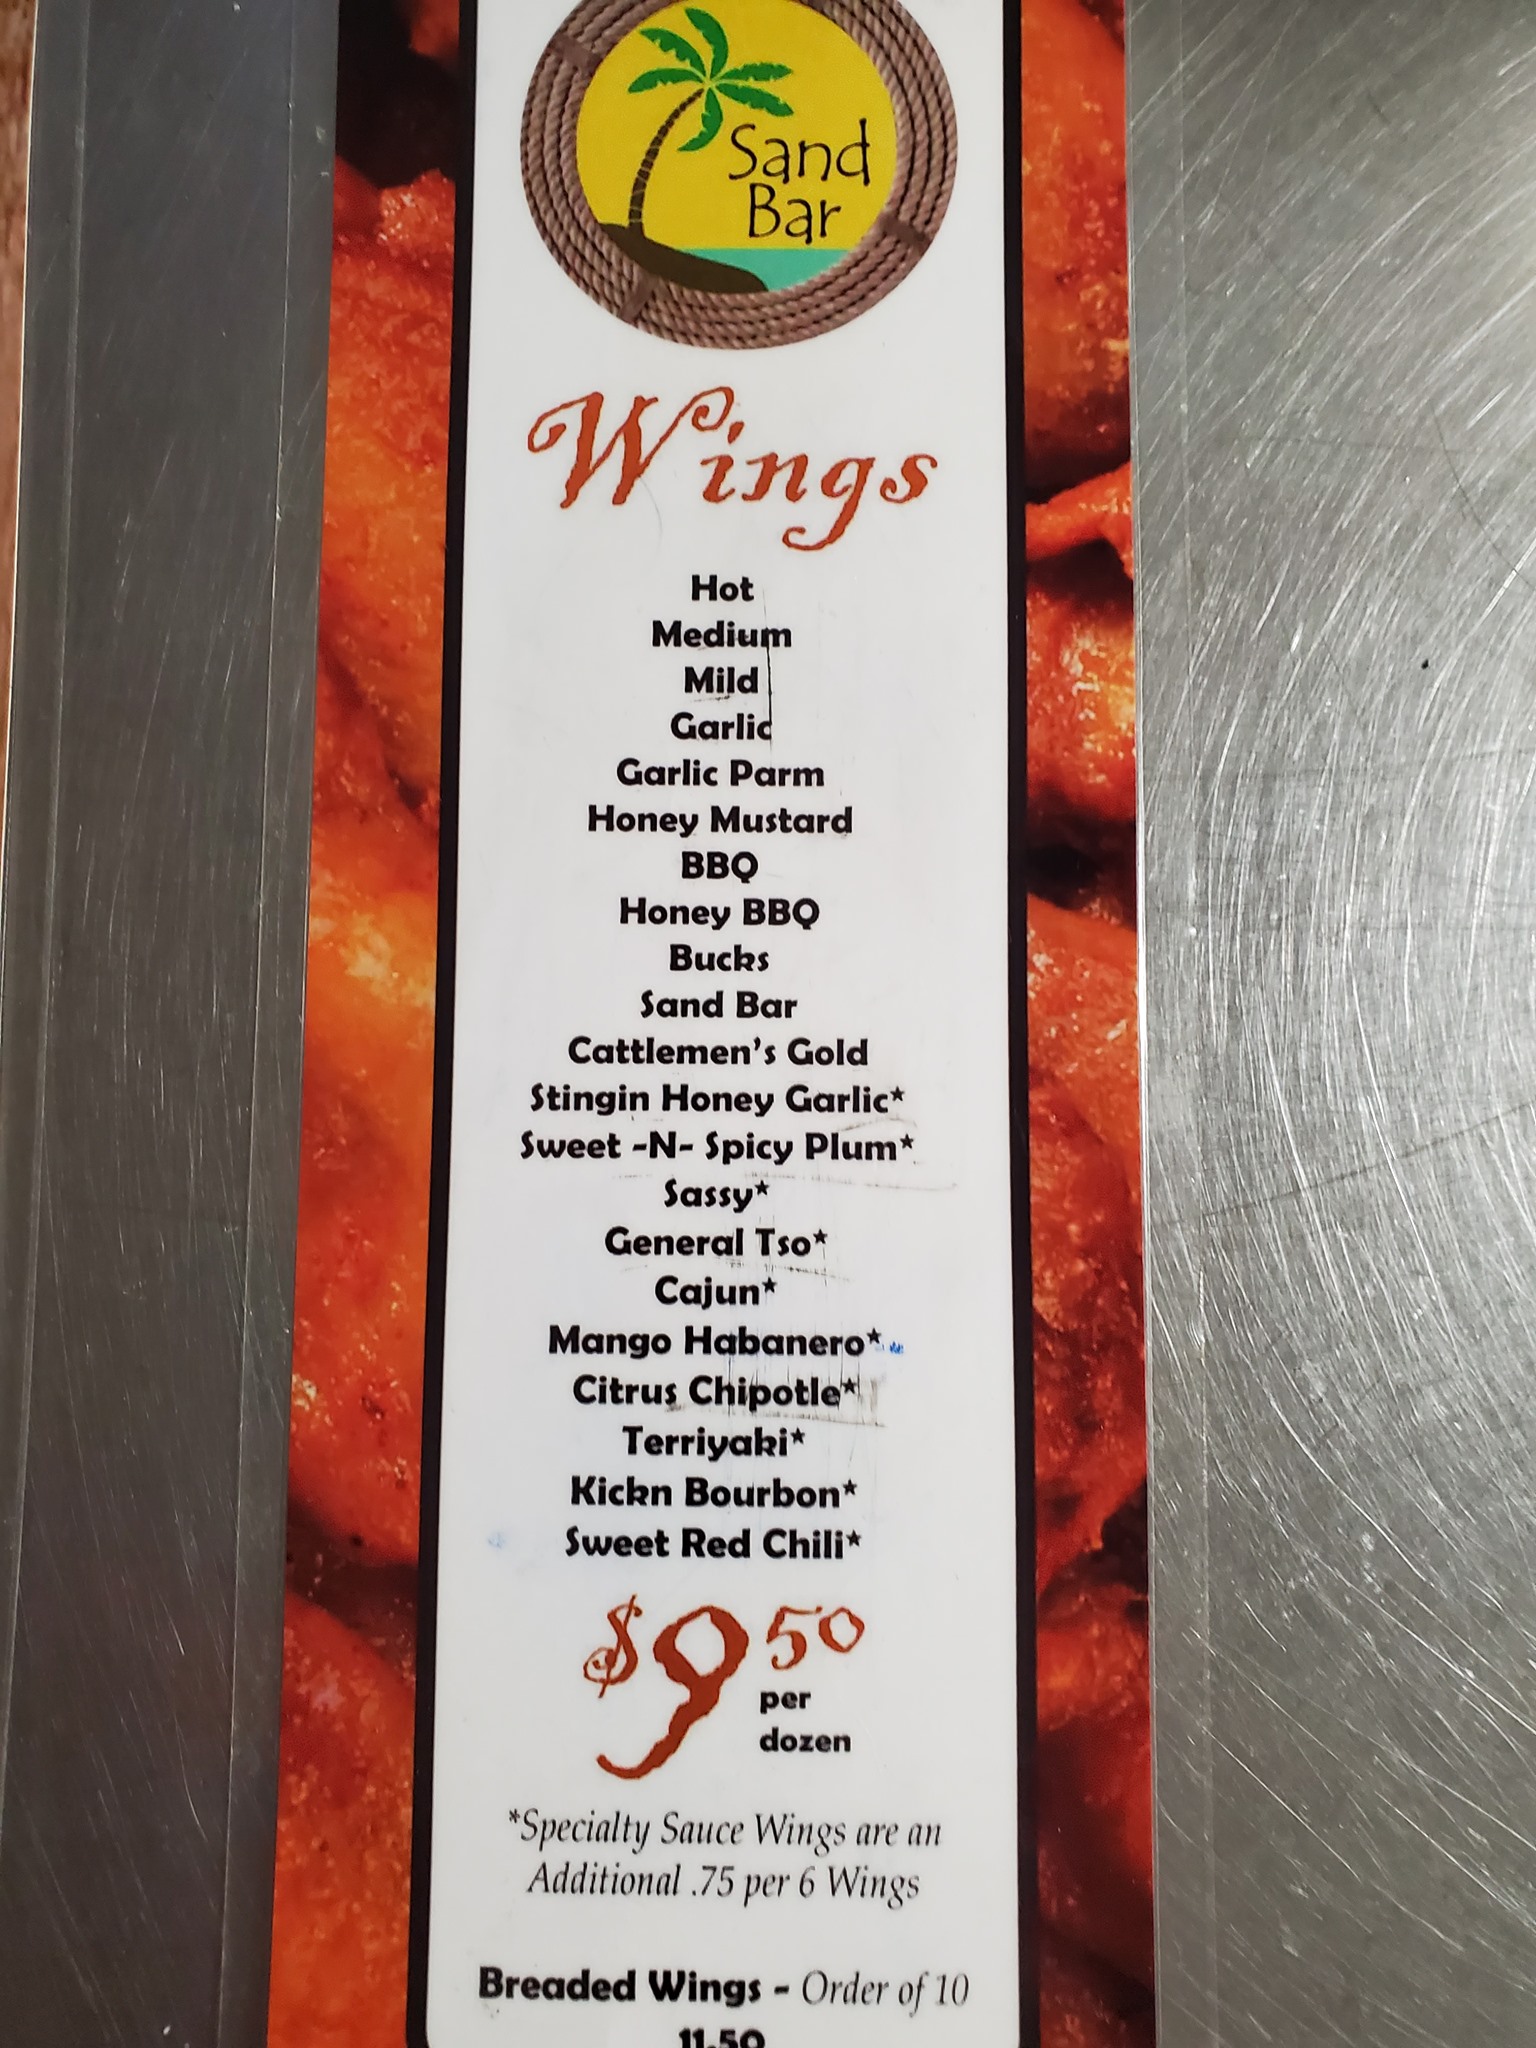 Sand
Bar
Wings
Hot
Medium
Mild
Garlic
Garlic Parm
Honey Mustard
BBQ
Honey BBQ
Bucks
Sand Bar
Cattlemen's Gold
Stingin Honey Garlic*
Sweet -N- Spicy Plum*
Sassy*
General Tso*
Cajun*
Mango Habanero*
Citrus Chipotle*
Terriyaki*
Kickn Bourbon*
Sweet Red Chili*
$9 50
per
dozen
*Specialty Sauce Wings are an
Additional .75 per 6 Wings
Breaded Wings - Order of 10
11.50